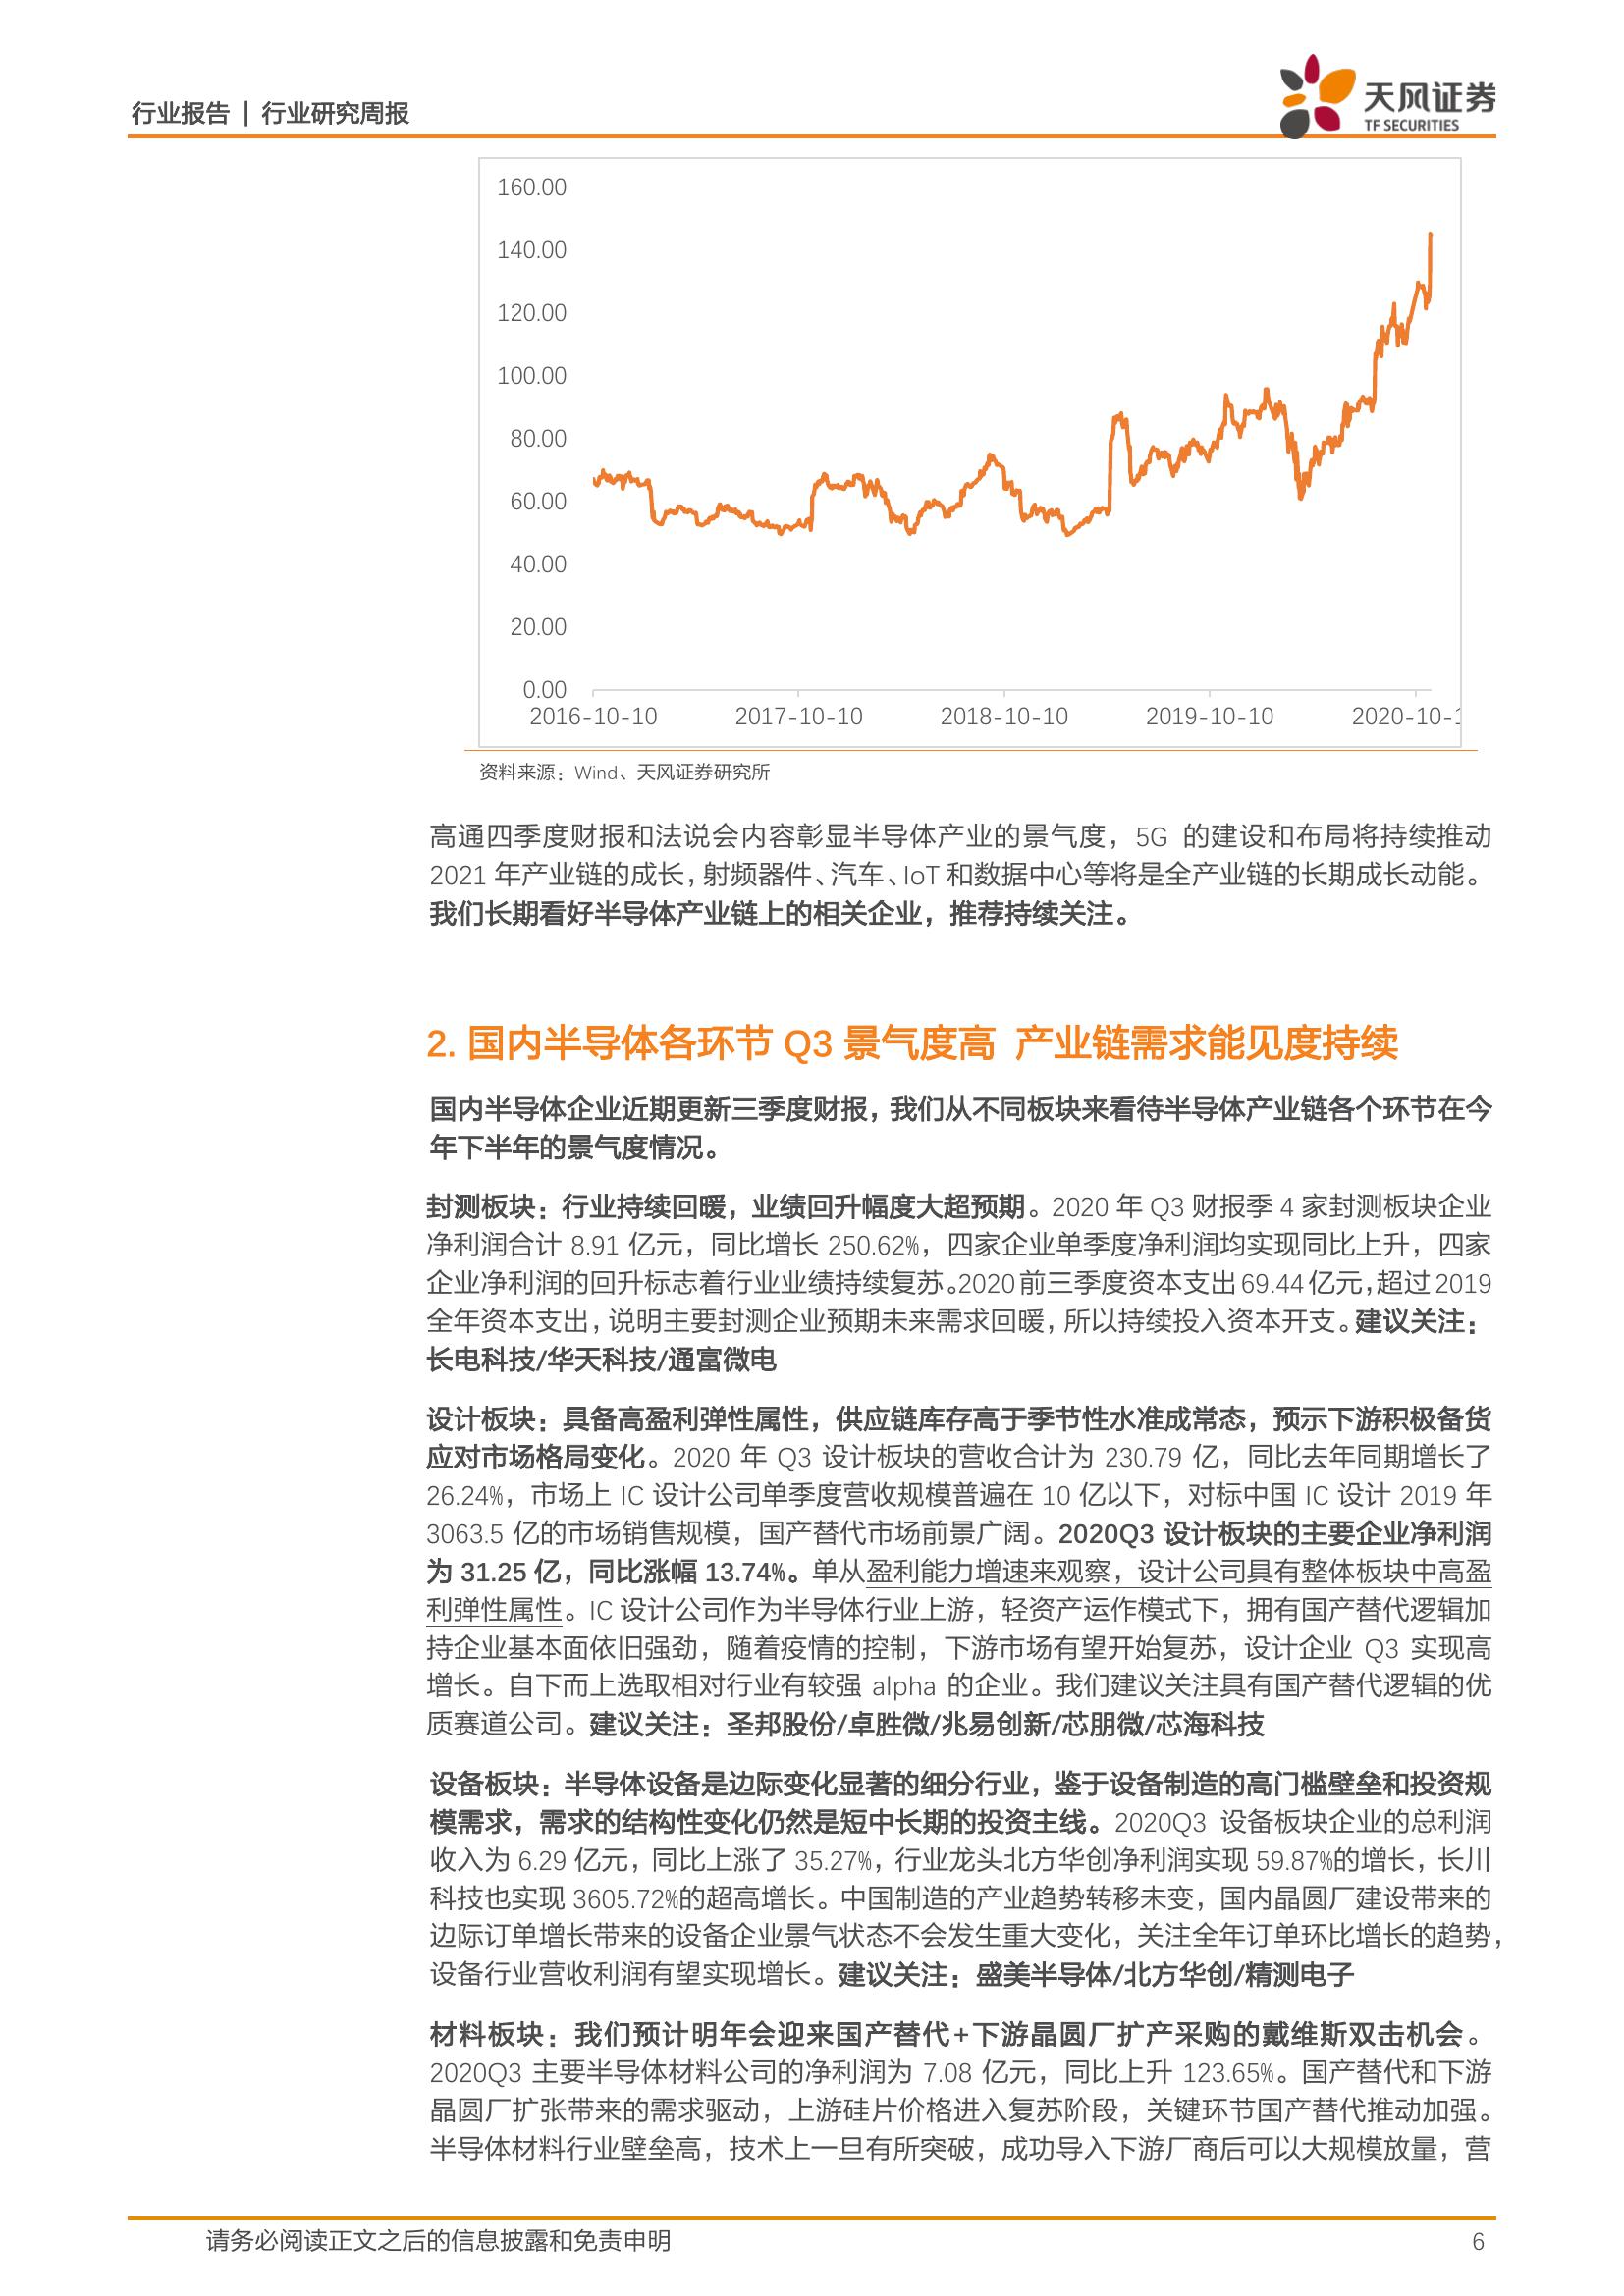 行业报告 | 行业研究周报
天风证券
TF SECURITIES
160.00
140.00
120.00
100.00
80.00
60.00
40.00
20.00
0.00
2016-10-10 2017-10-10 2018-10-10 2019-10-10 2020-10-1
资料来源：Wind、天风证券研究所
高通四季度财报和法说会内容彰显半导体产业的景气度，5G 的建设和布局将持续推动
2021 年产业链的成长，射频器件、汽车、IoT 和数据中心等将是全产业链的长期成长动能。
我们长期看好半导体产业链上的相关企业，推荐持续关注。
2. 国内半导体各环节 Q3 景气度高 产业链需求能见度持续
国内半导体企业近期更新三季度财报，我们从不同板块来看待半导体产业链各个环节在今
年下半年的景气度情况。
封测板块：行业持续回暖，业绩回升幅度大超预期。2020 年 Q3 财报季 4 家封测板块企业
净利润合计 8.91 亿元，同比增长 250.62%，四家企业单季度净利润均实现同比上升，四家
企业净利润的回升标志着行业业绩持续复苏。2020 前三季度资本支出 69.44 亿元，超过 2019
全年资本支出，说明主要封测企业预期未来需求回暖，所以持续投入资本开支。建议关注：
长电科技/华天科技/通富微电
设计板块：具备高盈利弹性属性，供应链库存高于季节性水准成常态，预示下游积极备货
应对市场格局变化。2020 年 Q3 设计板块的营收合计为 230.79 亿，同比去年同期增长了
26.24%，市场上 IC 设计公司单季度营收规模普遍在 10 亿以下，对标中国 IC 设计 2019 年
3063.5 亿的市场销售规模，国产替代市场前景广阔。2020Q3 设计板块的主要企业净利润
为 31.25 亿，同比涨幅 13.74%。单从盈利能力增速来观察，设计公司具有整体板块中高盈
利弹性属性。IC 设计公司作为半导体行业上游，轻资产运作模式下，拥有国产替代逻辑加
持企业基本面依旧强劲，随着疫情的控制，下游市场有望开始复苏，设计企业 Q3 实现高
增长。自下而上选取相对行业有较强 alpha 的企业。我们建议关注具有国产替代逻辑的优
质赛道公司。建议关注：圣邦股份/卓胜微/兆易创新/芯朋微/芯海科技
设备板块：半导体设备是边际变化显著的细分行业，鉴于设备制造的高门槛壁垒和投资规
模需求，需求的结构性变化仍然是短中长期的投资主线。2020Q3 设备板块企业的总利润
收入为 6.29 亿元，同比上涨了 35.27%，行业龙头北方华创净利润实现 59.87%的增长，长川
科技也实现 3605.72%的超高增长。中国制造的产业趋势转移未变，国内晶圆厂建设带来的
边际订单增长带来的设备企业景气状态不会发生重大变化，关注全年订单环比增长的趋势，
设备行业营收利润有望实现增长。建议关注：盛美半导体/北方华创/精测电子
材料板块：我们预计明年会迎来国产替代+下游晶圆厂扩产采购的戴维斯双击机会。
2020Q3 主要半导体材料公司的净利润为 7.08 亿元，同比上升 123.65%。国产替代和下游
晶圆厂扩张带来的需求驱动，上游硅片价格进入复苏阶段，关键环节国产替代推动加强。
半导体材料行业壁垒高，技术上一旦有所突破，成功导入下游厂商后可以大规模放量，营
请务必阅读正文之后的信息披露和免责申明 6